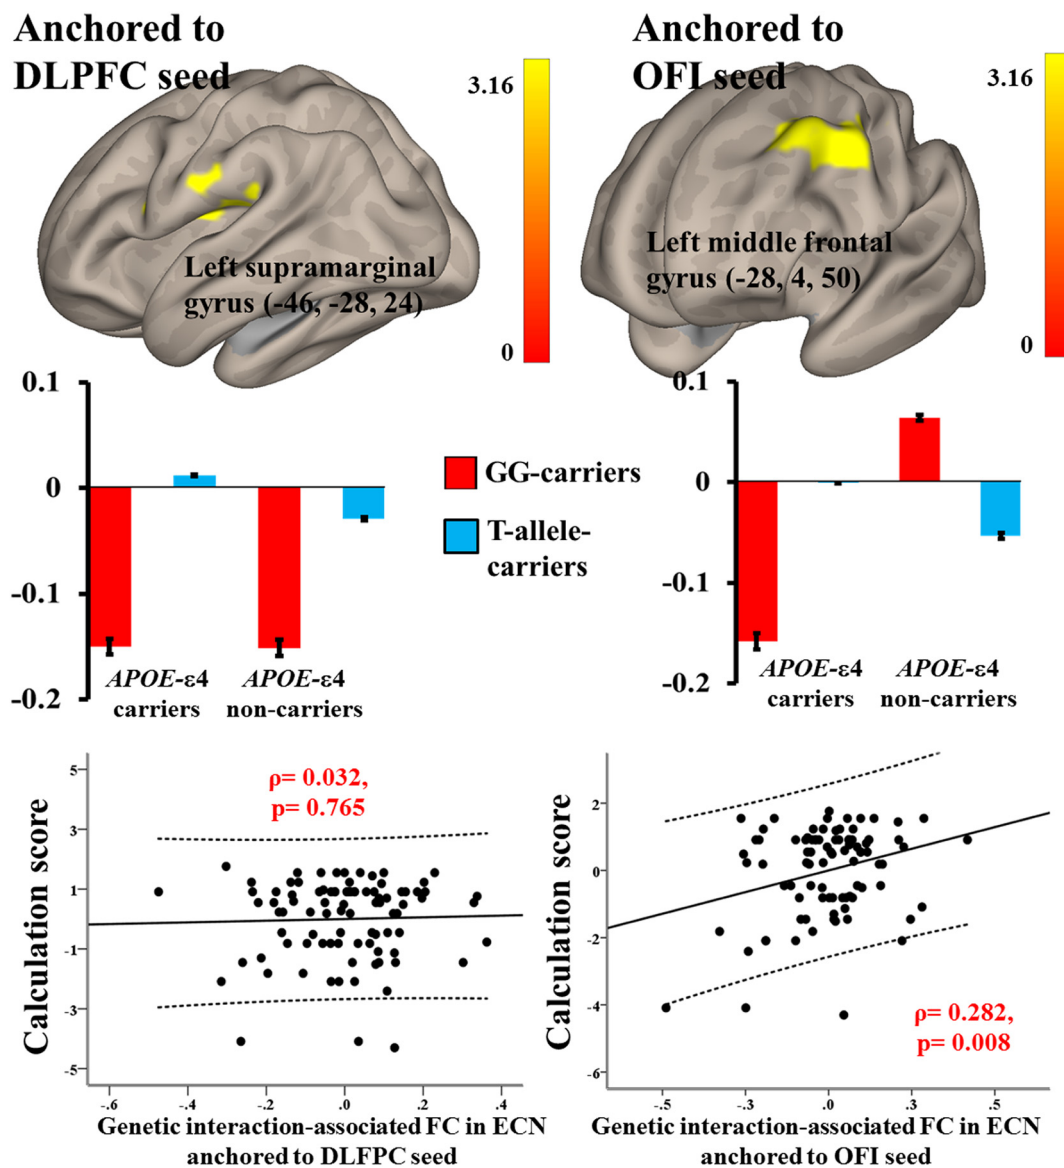 Anchored to
DLPFC seed
3.16
0
Left supramarginal
gyrus (-46, -28, 24)
Anchored to
OFI seed
3.16
0
Left middle frontal
gyrus (-28, 4, 50)
0.1
0
-0.1
-0.2
APOE-ε4
carriers
APOE-ε4
non-carriers
GG-carriers
T-allele-
carriers
0.1
0
-0.1
-0.2
APOE-ε4
carriers
APOE-ε4
non-carriers
Calculation score
5
3
1
-1
-3
-5
ρ= 0.032,
p= 0.765
-.6
-.4
-.2
.0
.2
.4
Genetic interaction-associated FC in ECN
anchored to DLFPC seed
Calculation score
2
0
-2
-4
-6
ρ= 0.282,
p= 0.008
-.5
-.3
.0
.3
.5
Genetic interaction-associated FC in ECN
anchored to OFI seed